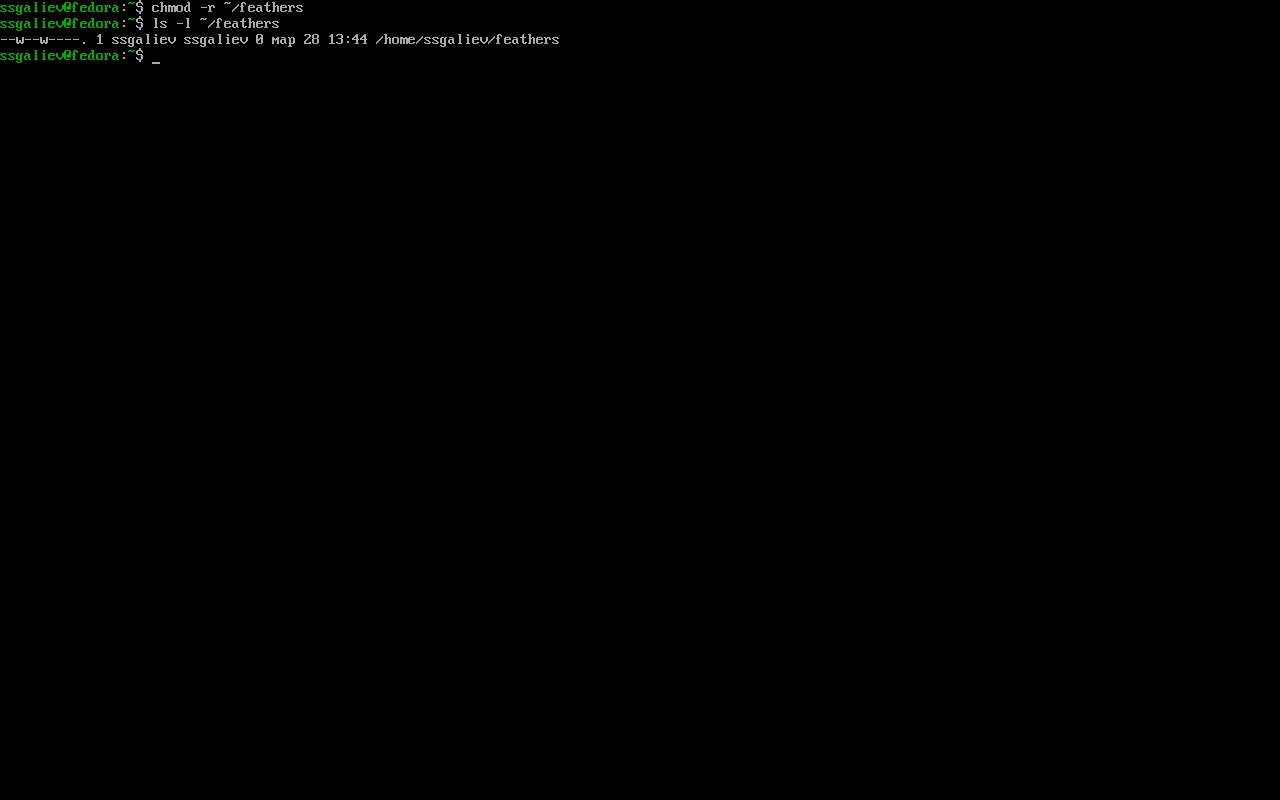 ssgaliev@fedora:~$ chmod -r ~/feathers
ssgaliev@fedora:~$ ls -l ~/feathers
--w--w----. 1 ssgaliev ssgaliev 0 мар 28 13:44 /home/ssgaliev/feathers
ssgaliev@fedora:~$ _